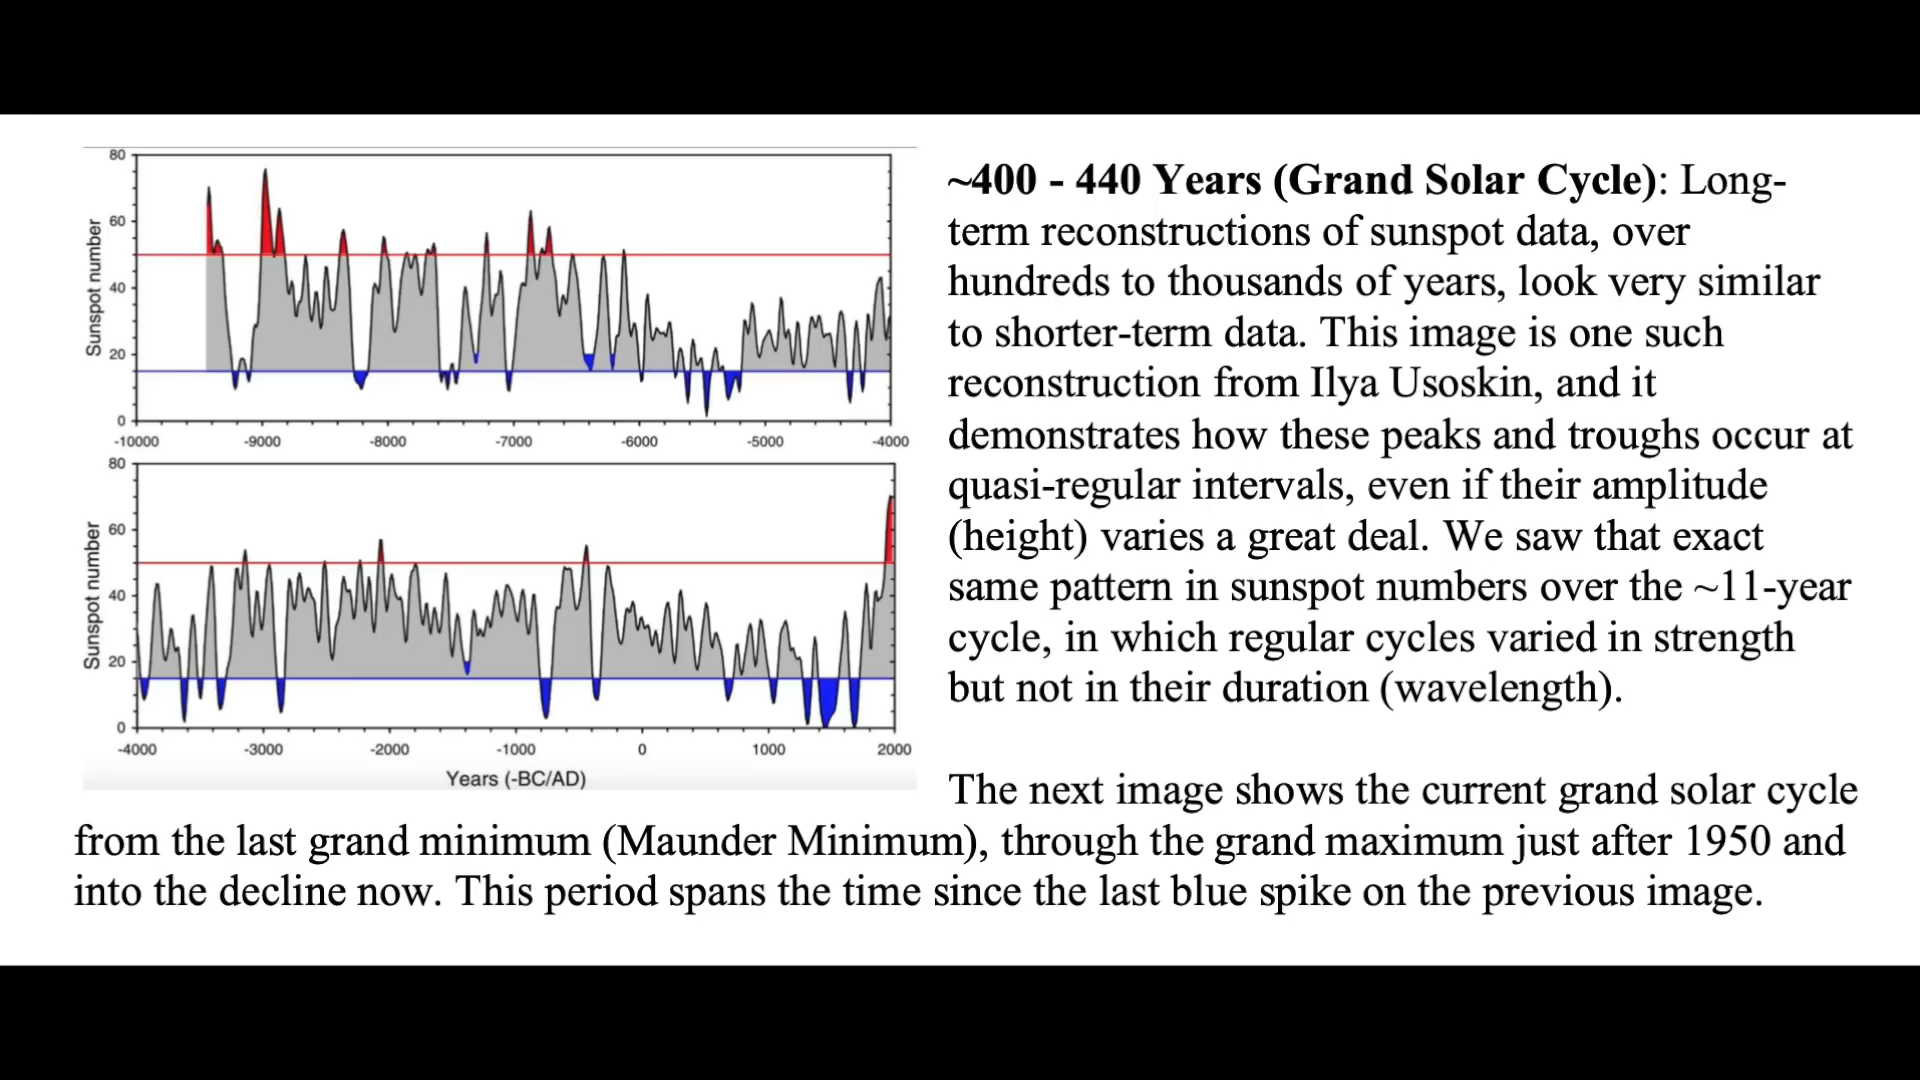 80
60
40
20
0
Sunspot number
-10000 -9000 -8000 -7000 -6000 -5000 -4000
80
60
40
20
0
Sunspot number
-4000 -3000 -2000 -1000 0 1000 2000
Years (-BC/AD)
~400 - 440 Years (Grand Solar Cycle): Long-
term reconstructions of sunspot data, over
hundreds to thousands of years, look very similar
to shorter-term data. This image is one such
reconstruction from Ilya Usoskin, and it
demonstrates how these peaks and troughs occur at
quasi-regular intervals, even if their amplitude
(height) varies a great deal. We saw that exact
same pattern in sunspot numbers over the ~11-year
cycle, in which regular cycles varied in strength
but not in their duration (wavelength).
The next image shows the current grand solar cycle
from the last grand minimum (Maunder Minimum), through the grand maximum just after 1950 and
into the decline now. This period spans the time since the last blue spike on the previous image.